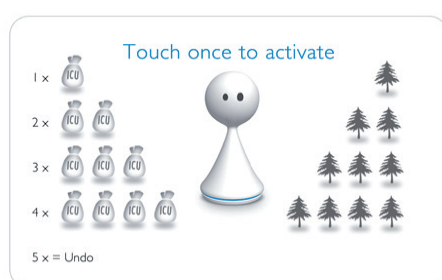 Touch once to activate
1 x ICU
2 x ICU ICU
3 x ICU ICU ICU
4 x ICU ICU ICU ICU
5 x = Undo